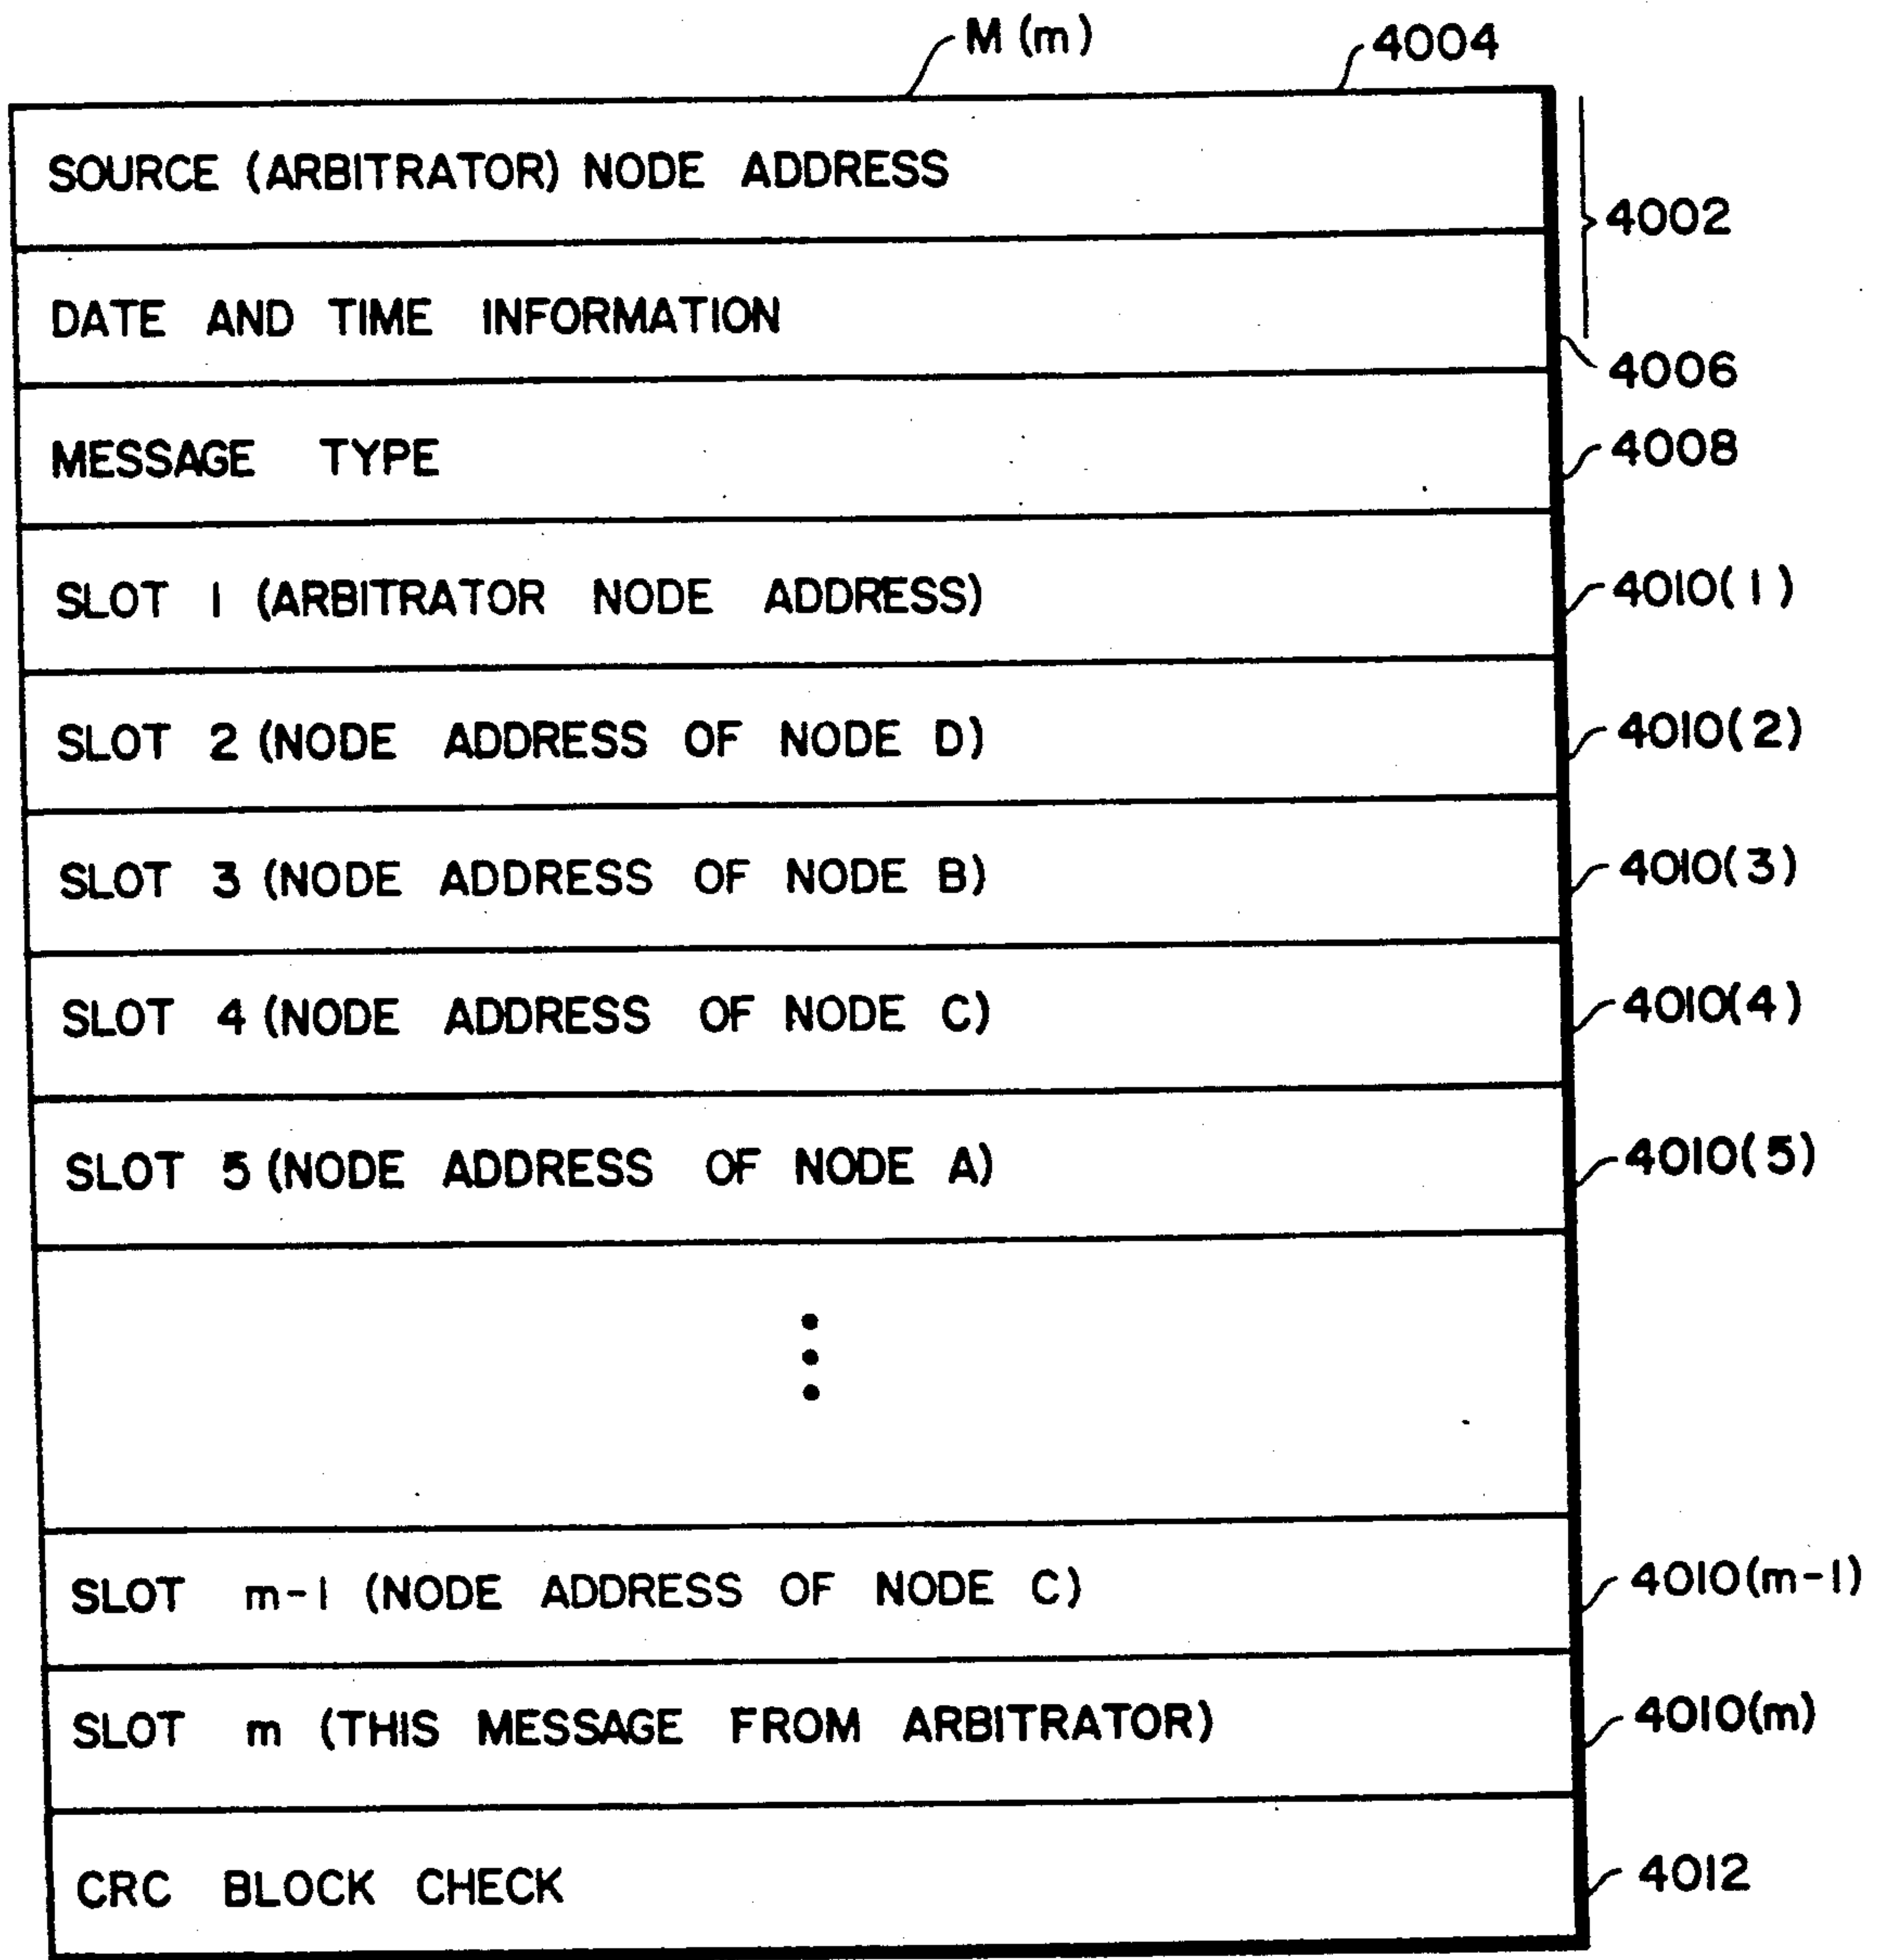 M (m)
4004
SOURCE (ARBITRATOR) NODE ADDRESS
4002
DATE AND TIME INFORMATION
4006
MESSAGE TYPE
4008
SLOT 1 (ARBITRATOR NODE ADDRESS)
4010(1)
SLOT 2 (NODE ADDRESS OF NODE D)
4010(2)
SLOT 3 (NODE ADDRESS OF NODE B)
4010(3)
SLOT 4 (NODE ADDRESS OF NODE C)
4010(4)
SLOT 5 (NODE ADDRESS OF NODE A)
4010(5)
SLOT m-1 (NODE ADDRESS OF NODE C)
4010(m-1)
SLOT m (THIS MESSAGE FROM ARBITRATOR)
4010(m)
CRC BLOCK CHECK
4012